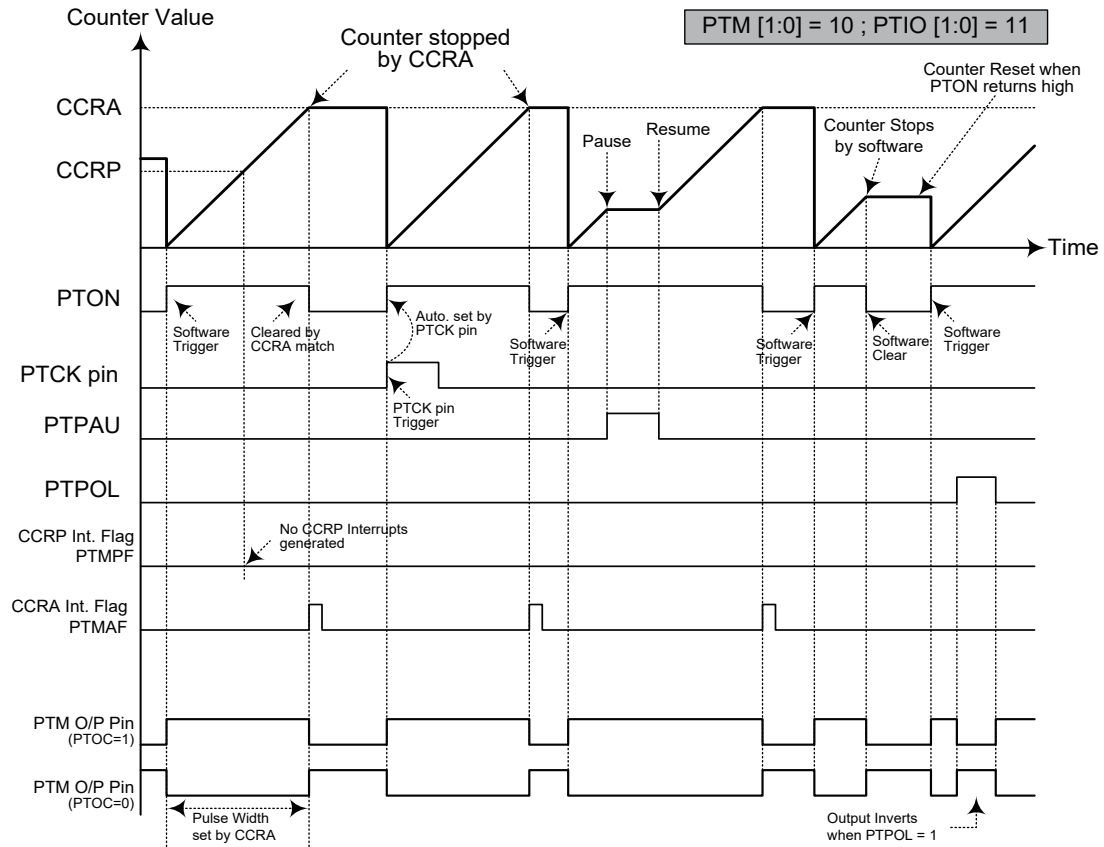 Counter Value
PTM [1:0] = 10 ; PTIO [1:0] = 11
Counter stopped
by CCRA
Counter Reset when
PTON returns high
CCRA
Pause
Resume
Counter Stops
by software
CCRP
Time
PTON
Software
Trigger
Cleared by
CCRA match
Auto. set by
PTCK pin
Software
Trigger
Software
Trigger
Software
Clear
Software
Trigger
PTCK pin
PTCK pin
Trigger
PTPAU
PTPOL
CCRP Int. Flag
PTMPF
No CCRP Interrupts
generated
CCRA Int. Flag
PTMAF
PTM O/P Pin
(PTOC=1)
PTM O/P Pin
(PTOC=0)
Pulse Width
set by CCRA
Output Inverts
when PTPOL = 1